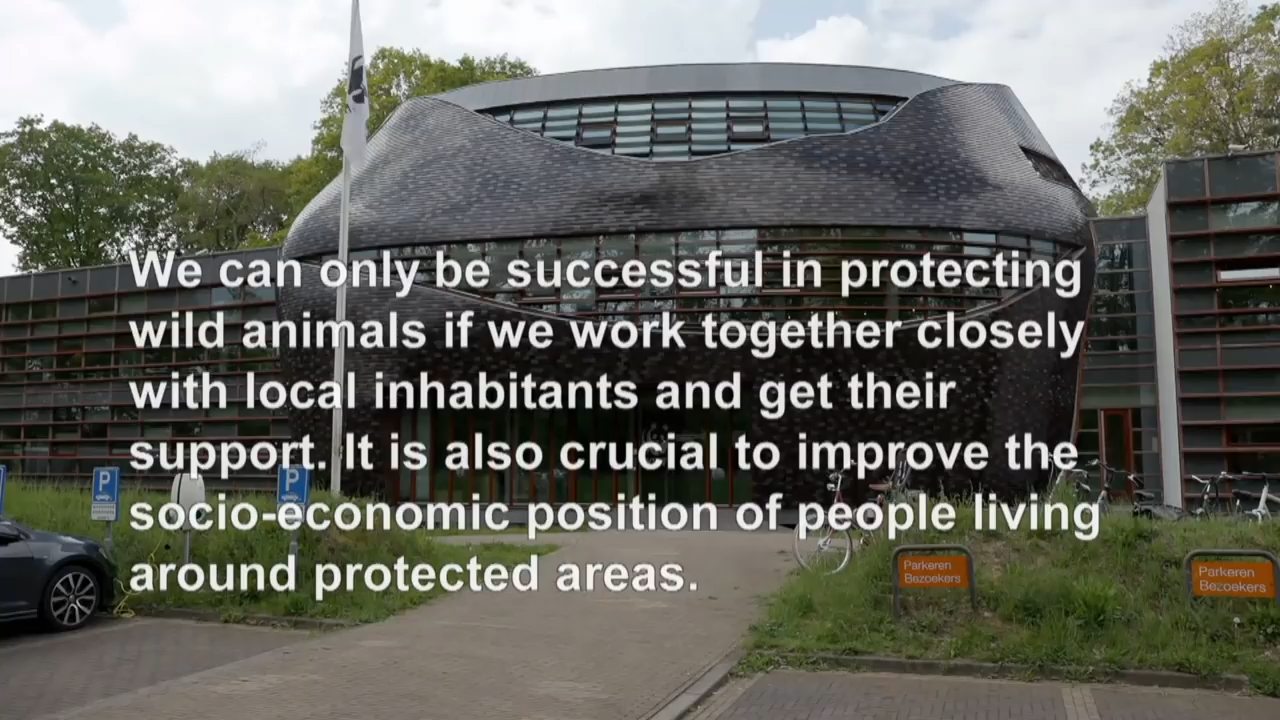 We can only be successful in protecting
wild animals if we work together closely
with local inhabitants and get their
support. It is also crucial to improve the
socio-economic position of people living
around protected areas.
P
P
Parkeren
Bezoekers
Parkeren
Bezoekers